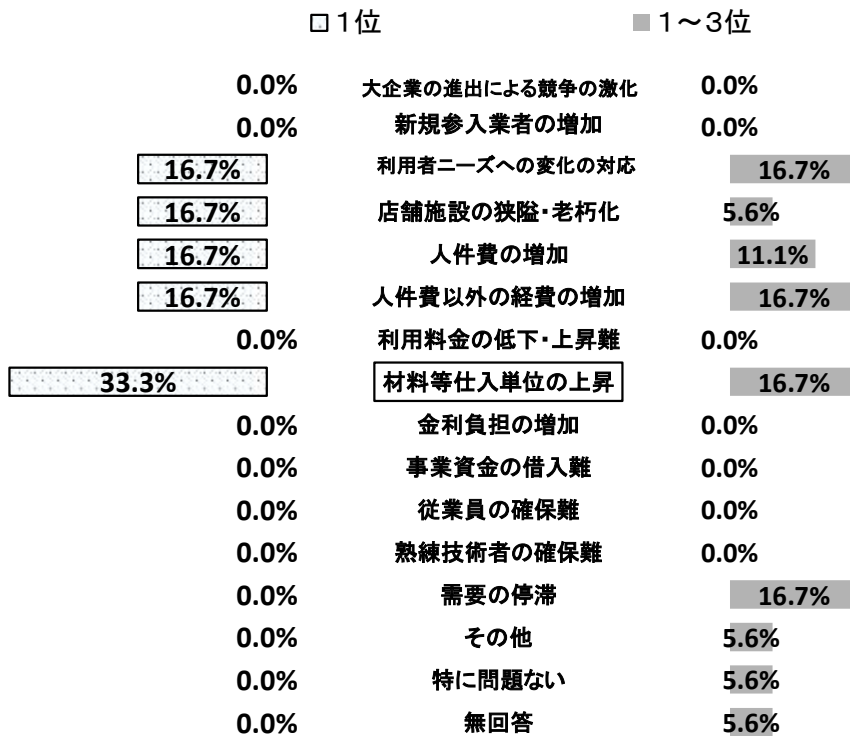 1位 1～3位
0.0% 大企業の進出による競争の激化 0.0%
0.0% 新規参入業者の増加 0.0%
16.7% 利用者ニーズへの変化の対応 16.7%
16.7% 店舗施設の狭隘・老朽化 5.6%
16.7% 人件費の増加 11.1%
16.7% 人件費以外の経費の増加 16.7%
0.0% 利用料金の低下・上昇難 0.0%
33.3% 材料等仕入単位の上昇 16.7%
0.0% 金利負担の増加 0.0%
0.0% 事業資金の借入難 0.0%
0.0% 従業員の確保難 0.0%
0.0% 熟練技術者の確保難 0.0%
0.0% 需要の停滞 16.7%
0.0% その他 5.6%
0.0% 特に問題ない 5.6%
0.0% 無回答 5.6%